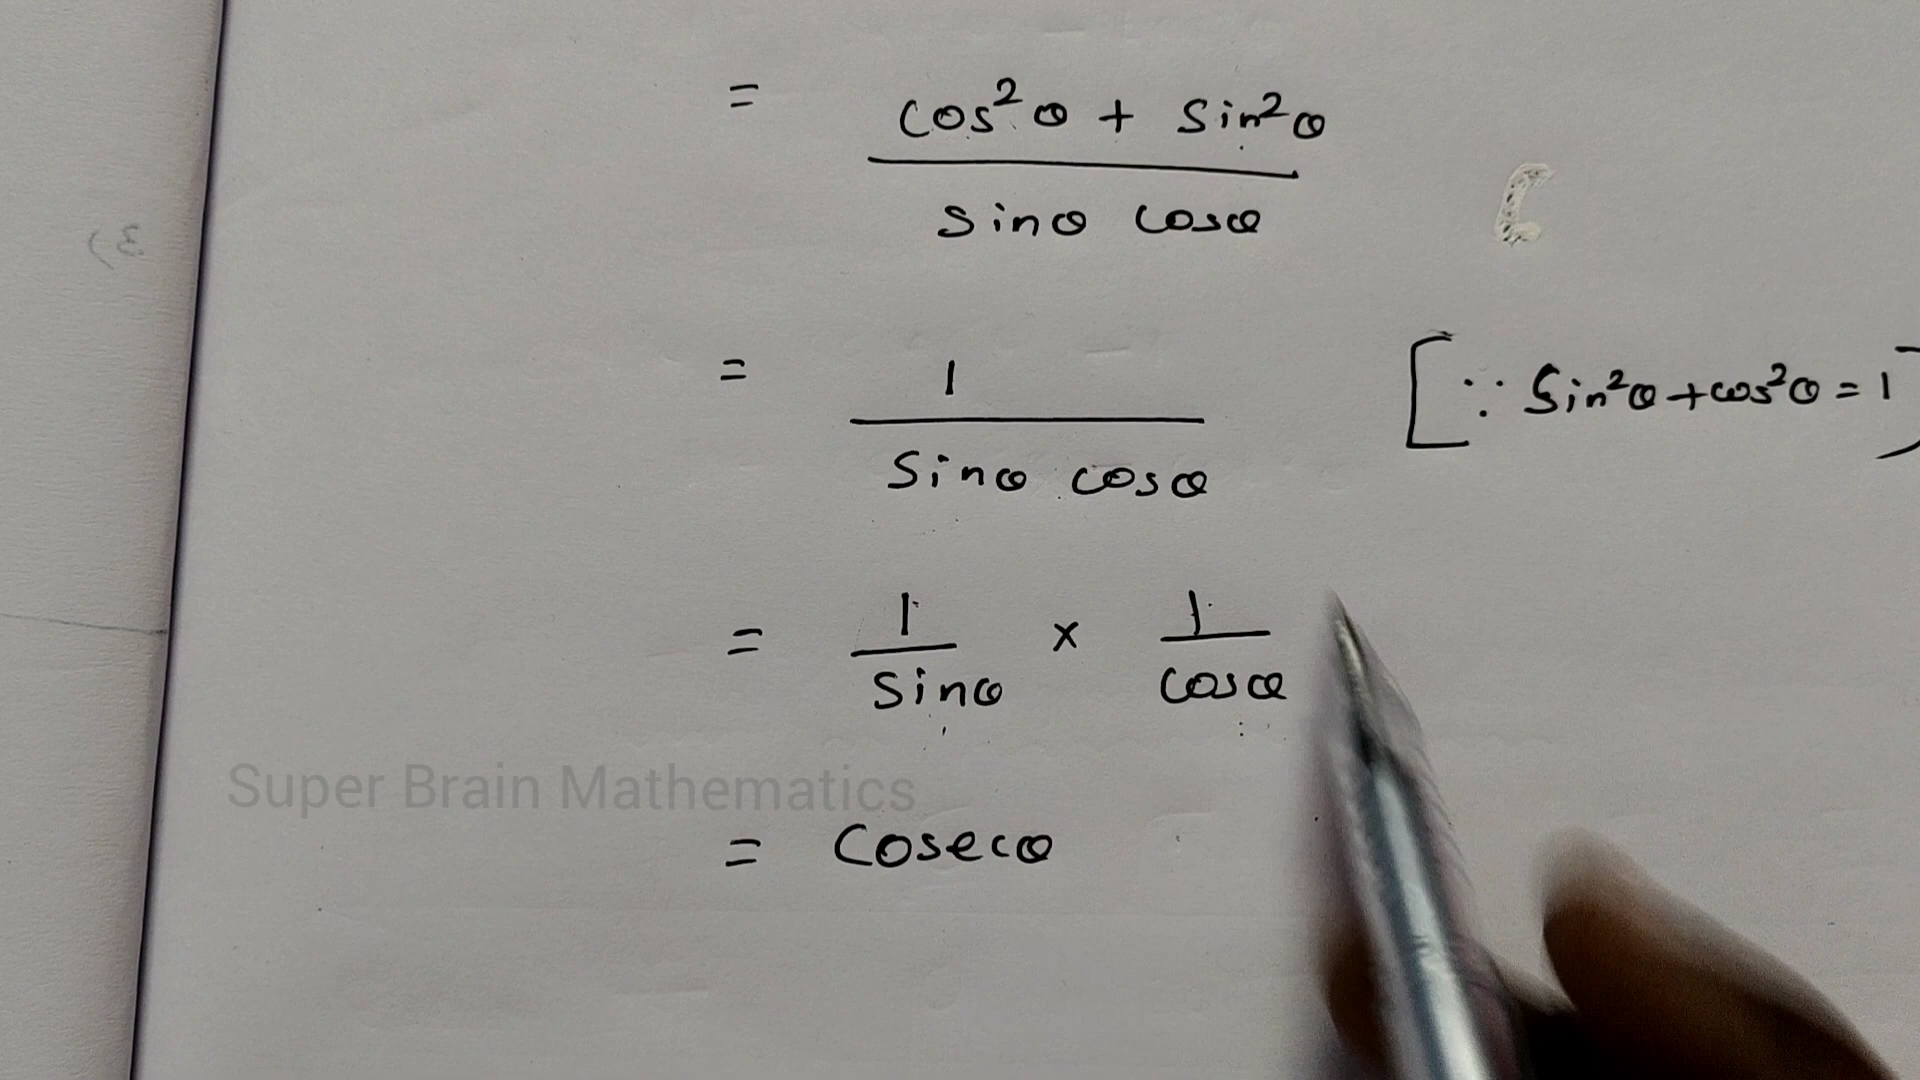 = cos²θ + sin²θ
sinθ cosθ
= 1
sinθ cosθ
[∵ sin²θ + cos²θ = 1]
= 1 × 1
sinθ cosθ
Super Brain Mathematics
= cosecθ